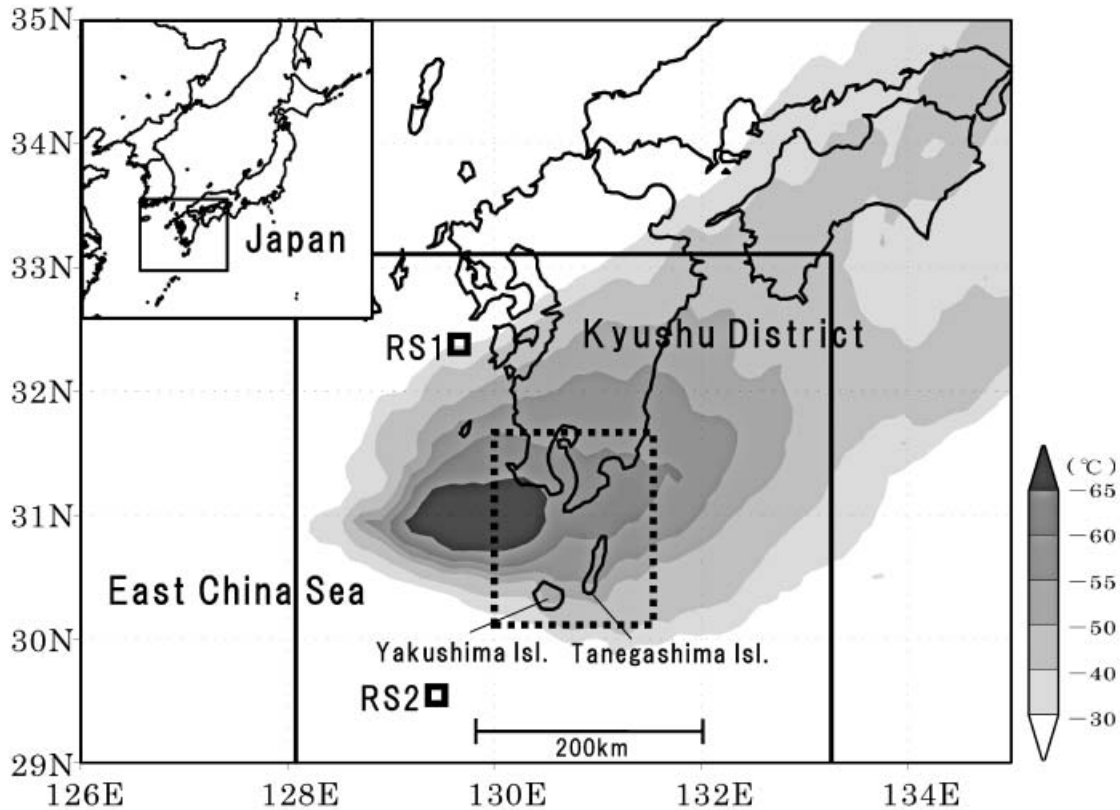 35N
34N
33N
32N
31N
30N
29N
126E 128E 130E 132E 134E
Japan
Kyushu District
RS1
East China Sea
Yakushima Isl.
Tanegashima Isl.
RS2
200km
(℃)
−65
−60
−55
−50
−40
−30